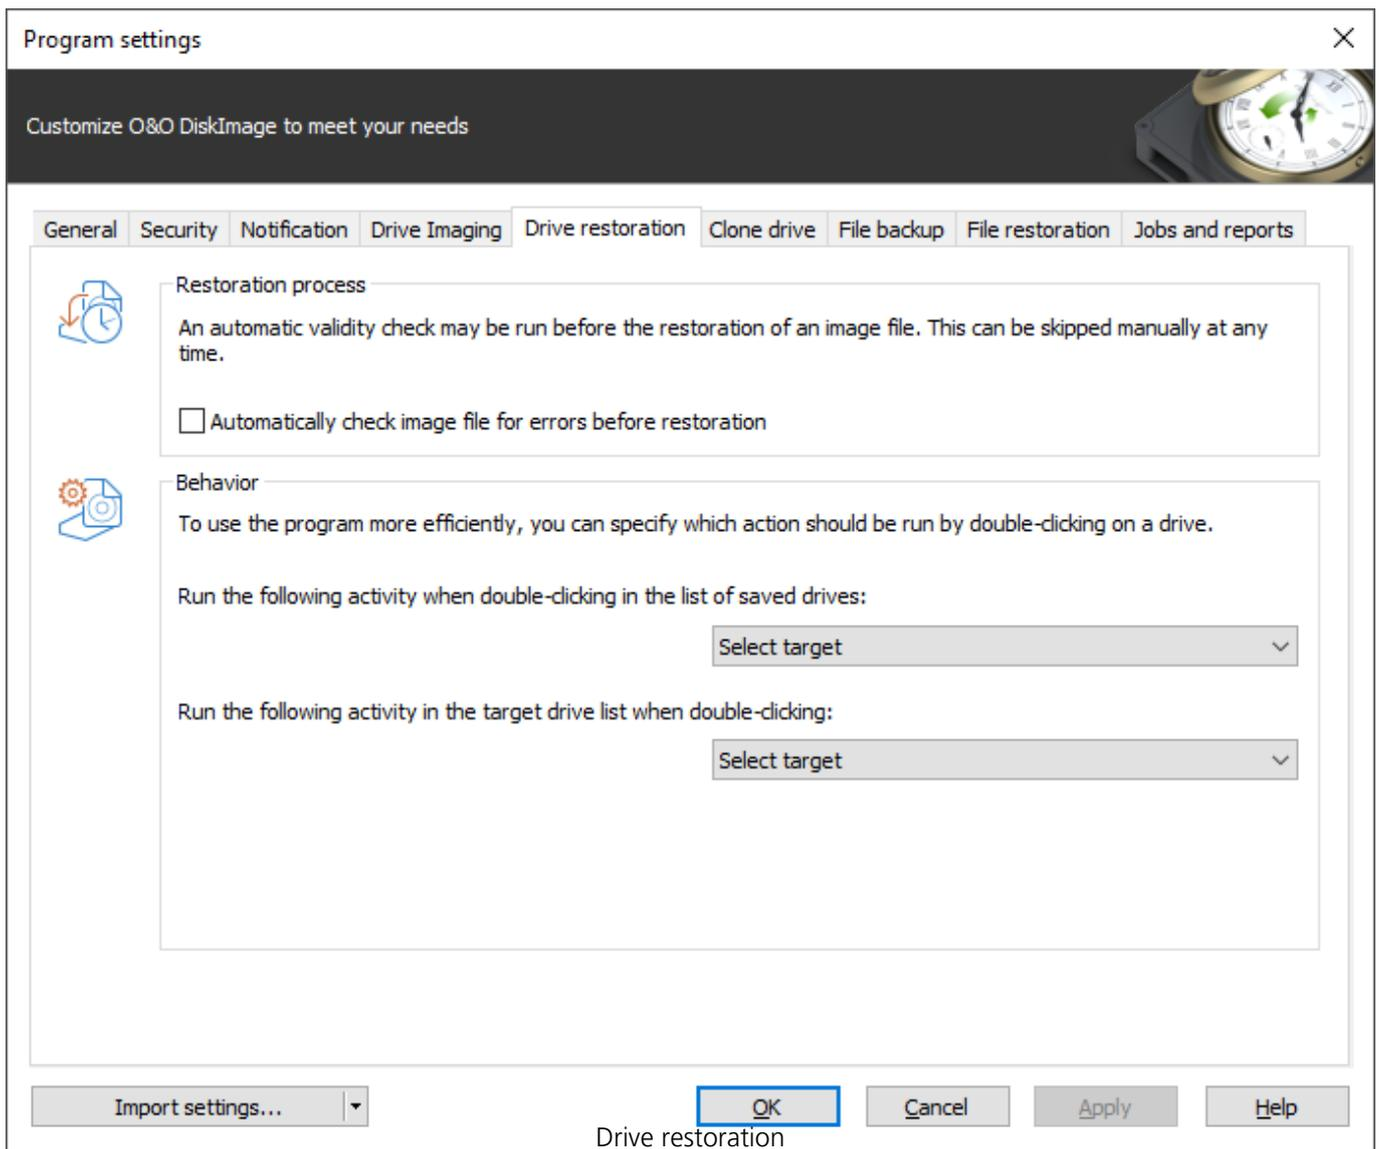 Program settings
Customize O&O DiskImage to meet your needs
General Security Notification Drive Imaging Drive restoration Clone drive File backup File restoration Jobs and reports
Restoration process
An automatic validity check may be run before the restoration of an image file. This can be skipped manually at any
time.
Automatically check image file for errors before restoration
Behavior
To use the program more efficiently, you can specify which action should be run by double-clicking on a drive.
Run the following activity when double-clicking in the list of saved drives:
Select target
Run the following activity in the target drive list when double-clicking:
Select target
Import settings... OK Cancel Apply Help
Drive restoration